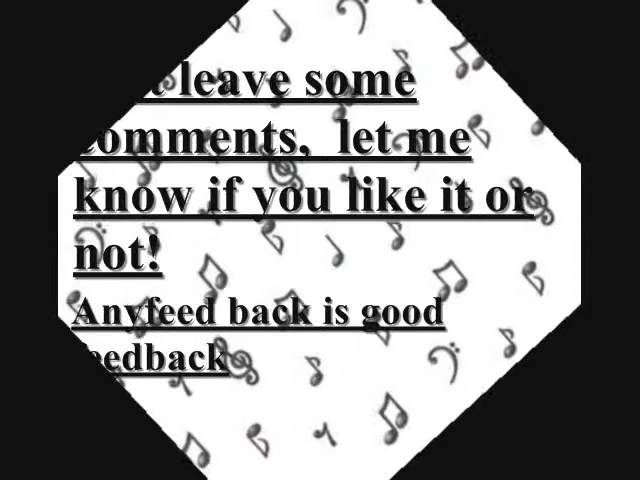 leave some
comments, let me
know if you like it or
not!
Anyfeed back is good
feedback